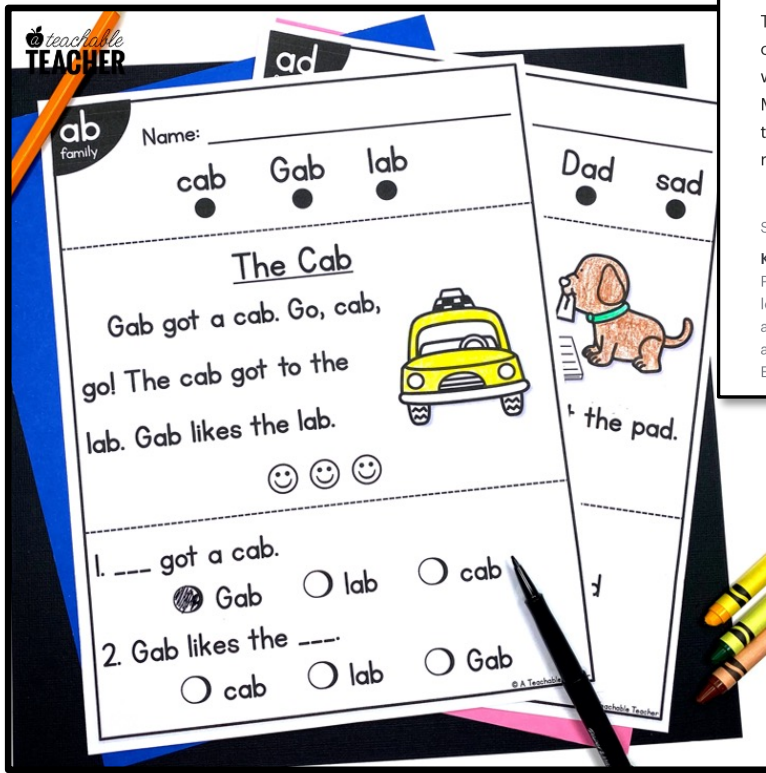 a teachable
TEACHER
ad
ab
family
Name:
cab Gab lab
Dad sad
The Cab
Gab got a cab. Go, cab,
go! The cab got to the
lab. Gab likes the lab.
the pad.
1. ___ got a cab.
Gab lab cab
2. Gab likes the ___.
cab lab Gab
© A Teachable
Teacher